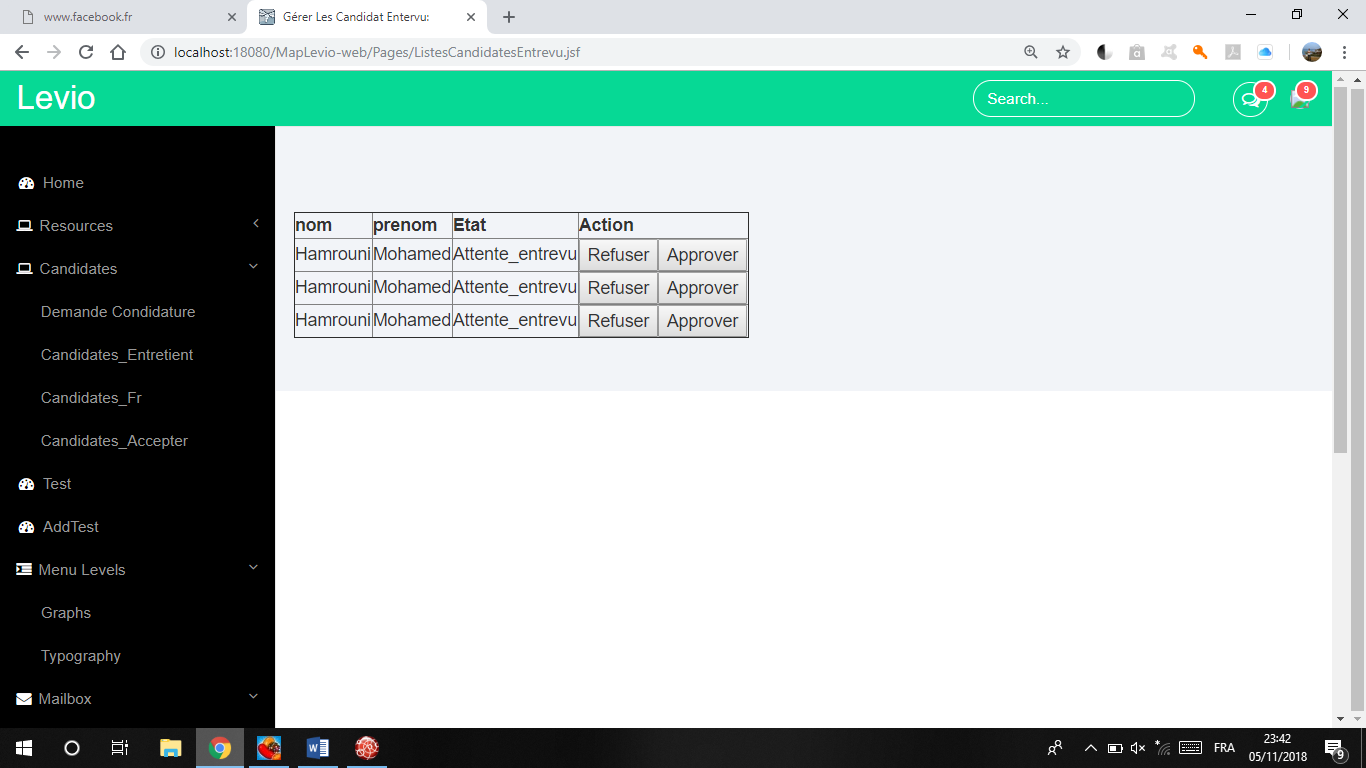 www.facebook.fr
Gérer Les Candidat Entervu:
localhost:18080/MapLevio-web/Pages/ListesCandidatesEntrevu.jsf
Levio
Search...
4
9
Home
Resources
Candidates
Demande Condidature
Candidates_Entretient
Candidates_Fr
Candidates_Accepter
Test
AddTest
Menu Levels
Graphs
Typography
Mailbox
nom prenom Etat Action
Hamrouni Mohamed Attente_entrevu Refuser Approver
Hamrouni Mohamed Attente_entrevu Refuser Approver
Hamrouni Mohamed Attente_entrevu Refuser Approver
FRA
23:42
05/11/2018
9